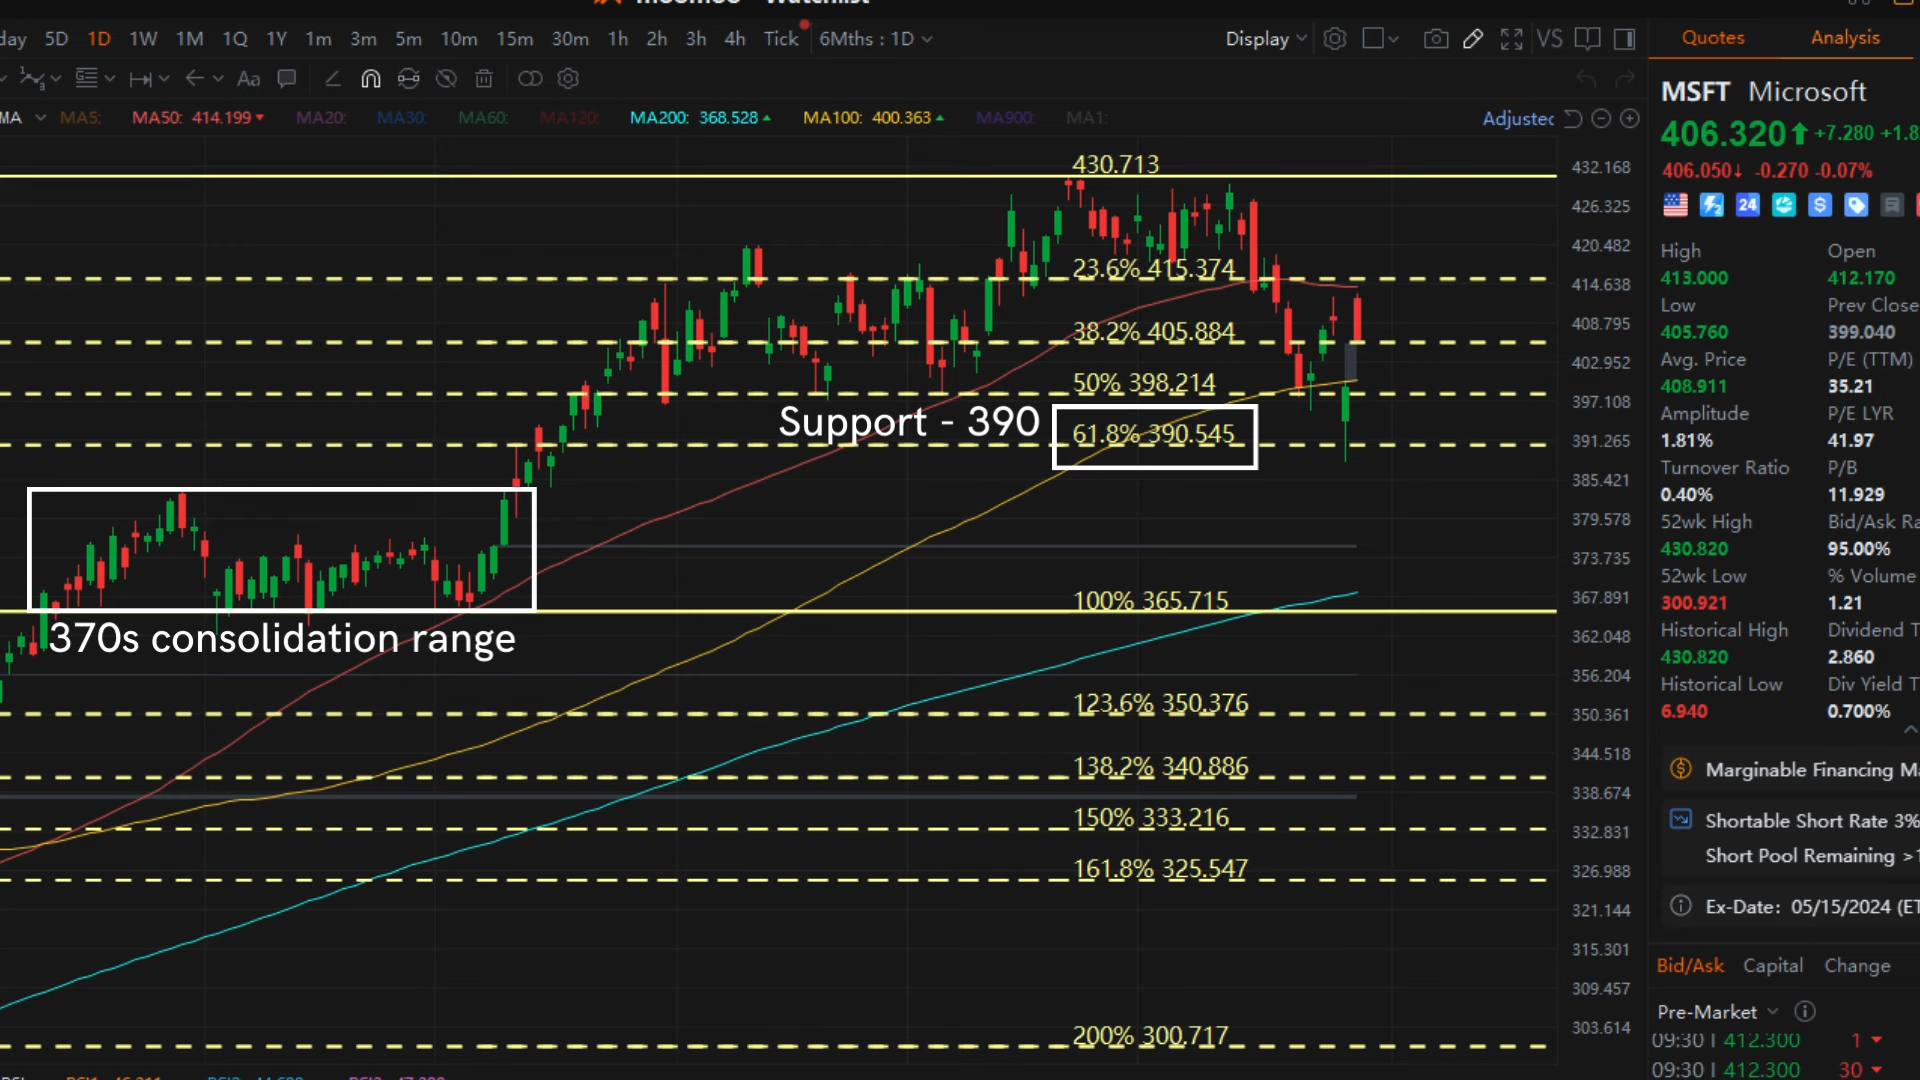 5D 1D 1W 1M 1Q 1Y 1m 3m 5m 10m 15m 30m 1h 2h 3h 4h Tick 6Mths : 1D
Display VS
Aa
MA MA5: MA50: 414.199 MA20: MA30: MA60: MA120: MA200: 368.528 MA100: 400.363 MA900: MA1:
430.713
23.6% 415.374
38.2% 405.884
50% 398.214
Support - 390
61.8% 390.545
370s consolidation range
100% 365.715
123.6% 350.376
138.2% 340.886
150% 333.216
161.8% 325.547
200% 300.717
432.168
426.325
420.482
414.638
408.795
402.952
397.108
391.265
385.421
379.578
373.735
367.891
362.048
356.204
350.361
344.518
338.674
332.831
326.988
321.144
315.301
309.457
303.614
Quotes Analysis
MSFT Microsoft
406.320 +7.280
406.050 -0.270 -0.07%
24 $
High Open
413.000 412.170
Low Prev Close
405.760 399.040
Avg. Price P/E (TTM)
408.911 35.21
Amplitude P/E LYR
1.81% 41.97
Turnover Ratio P/B
0.40% 11.929
52wk High Bid/Ask
430.820 95.00%
52wk Low % Volume
300.921 1.21
Historical High Dividend
430.820 2.860
Historical Low Div Yield
6.940 0.700%
Marginable Financing
Shortable Short Rate 3%
Short Pool Remaining
Ex-Date: 05/15/2024
Bid/Ask Capital Change
Pre-Market
09:30 412.300 1
09:30 412.300 30